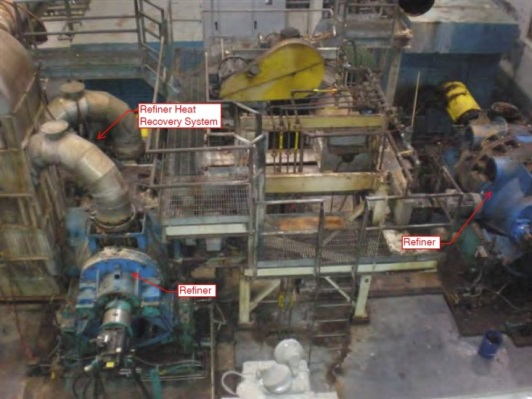 Refiner Heat
Recovery System
Refiner
Refiner